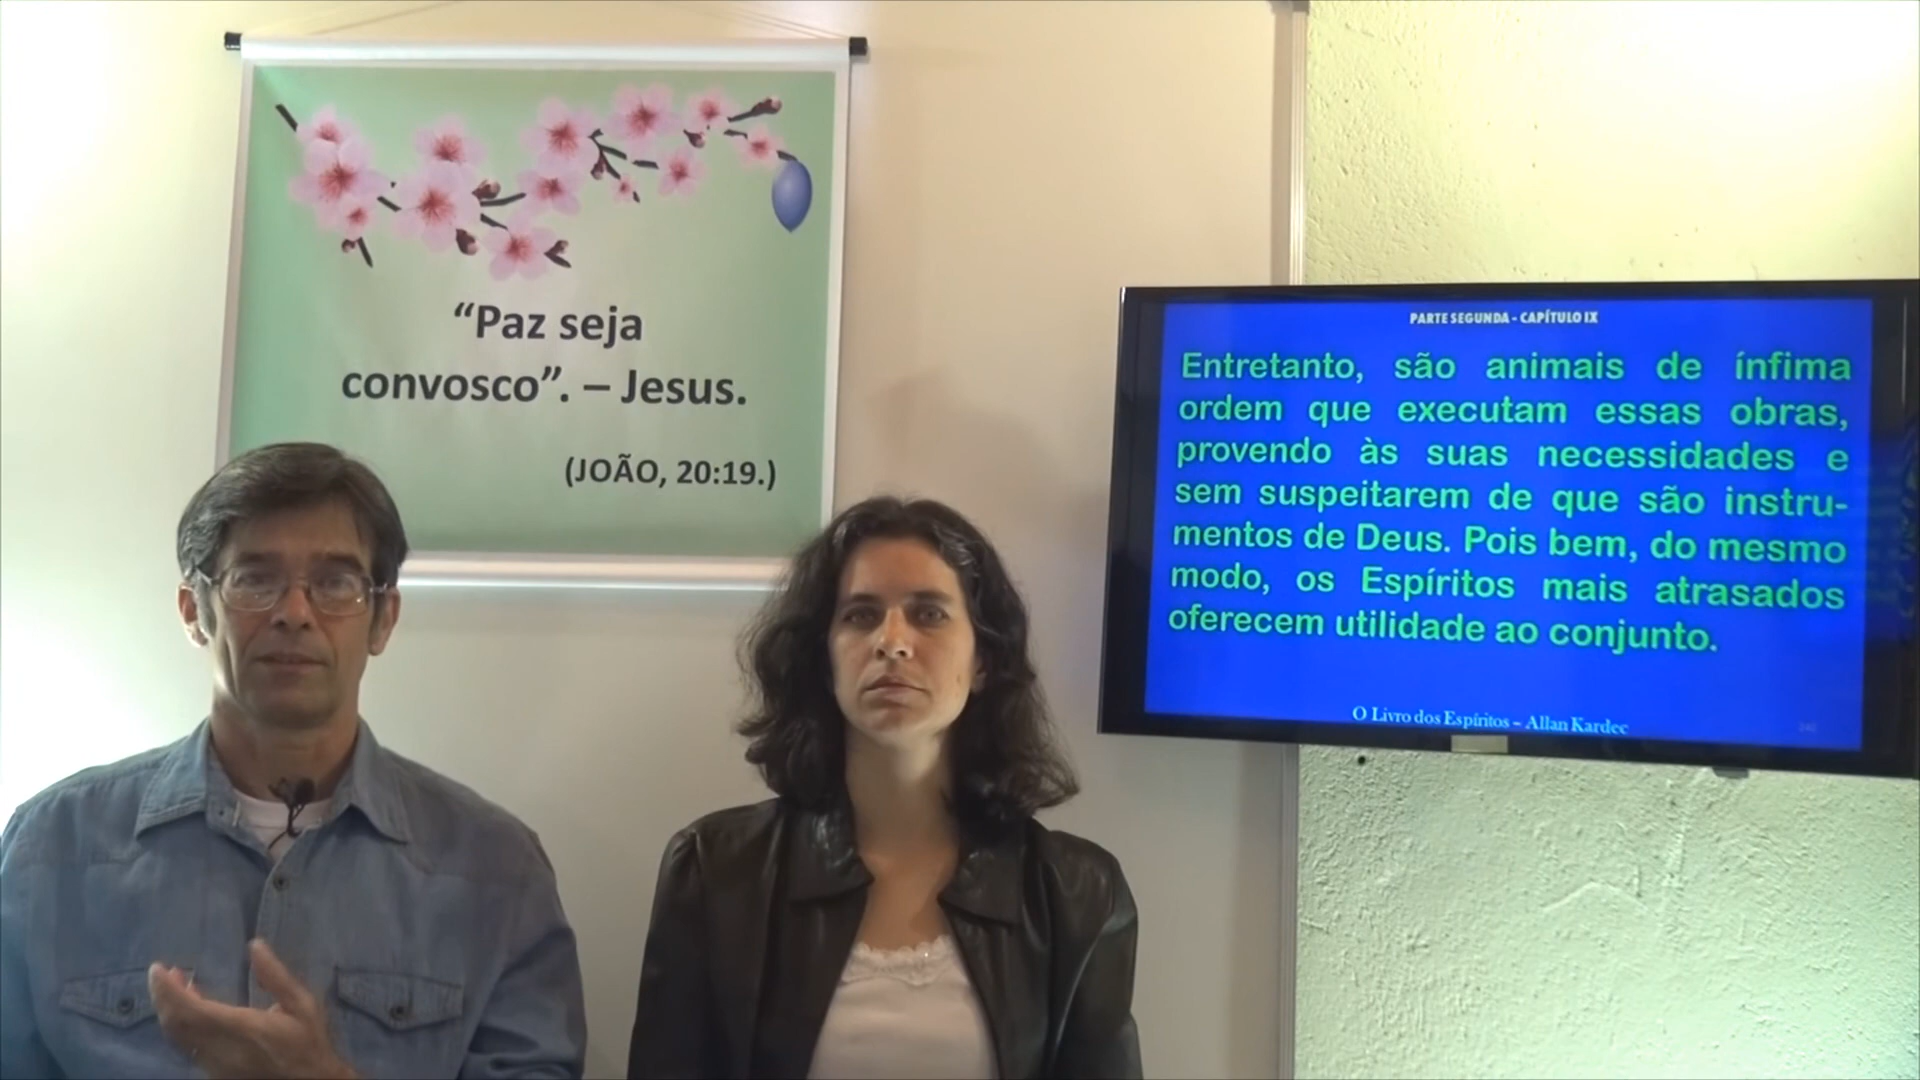 “Paz seja
convosco”. – Jesus.
(JOÃO, 20:19.)
PARTE SEGUNDA - CAPÍTULO IX
Entretanto, são animais de ínfima
ordem que executam essas obras,
provendo às suas necessidades e
sem suspeitarem de que são instru-
mentos de Deus. Pois bem, do mesmo
modo, os Espíritos mais atrasados
oferecem utilidade ao conjunto.
O Livro dos Espíritos – Allan Kardec